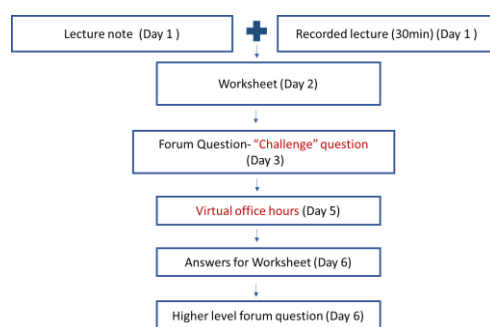 Lecture note (Day 1 )
Recorded lecture (30min) (Day 1 )
Worksheet (Day 2)
Forum Question- “Challenge” question
(Day 3)
Virtual office hours (Day 5)
Answers for Worksheet (Day 6)
Higher level forum question (Day 6)